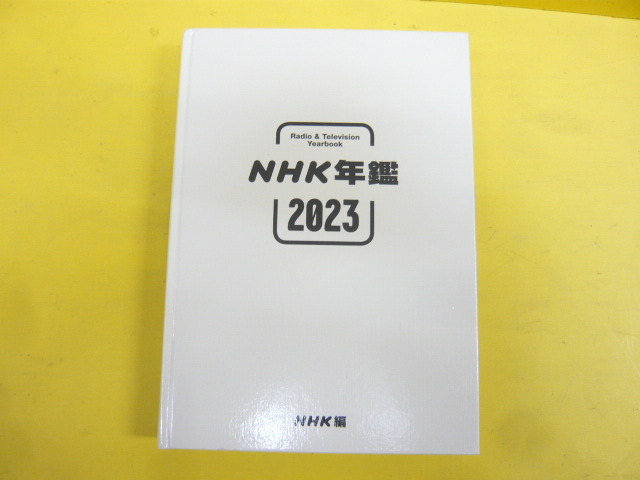 Radio & Television
Yearbook
NHK年鑑
2023
NHK編